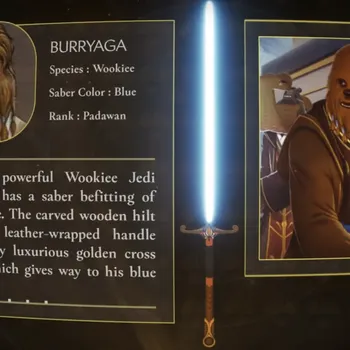 BURRYAGA
Species : Wookiee
Saber Color : Blue
Rank : Padawan
powerful Wookiee Jedi
has a saber befitting of
The carved wooden hilt
leather-wrapped handle
luxurious golden cross
gives way to his blue